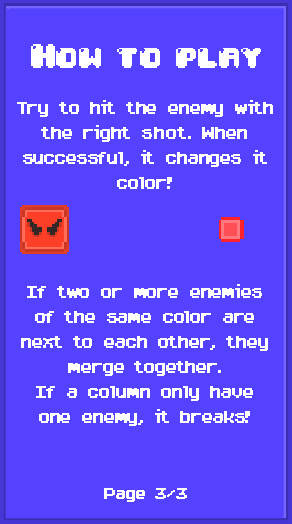 How to play
Try to hit the enemy with
the right shot. When
successful, it changes it
color!
If two or more enemies
of the same color are
next to each other, they
merge together.
If a column only have
one enemy, it breaks!
Page 3/3